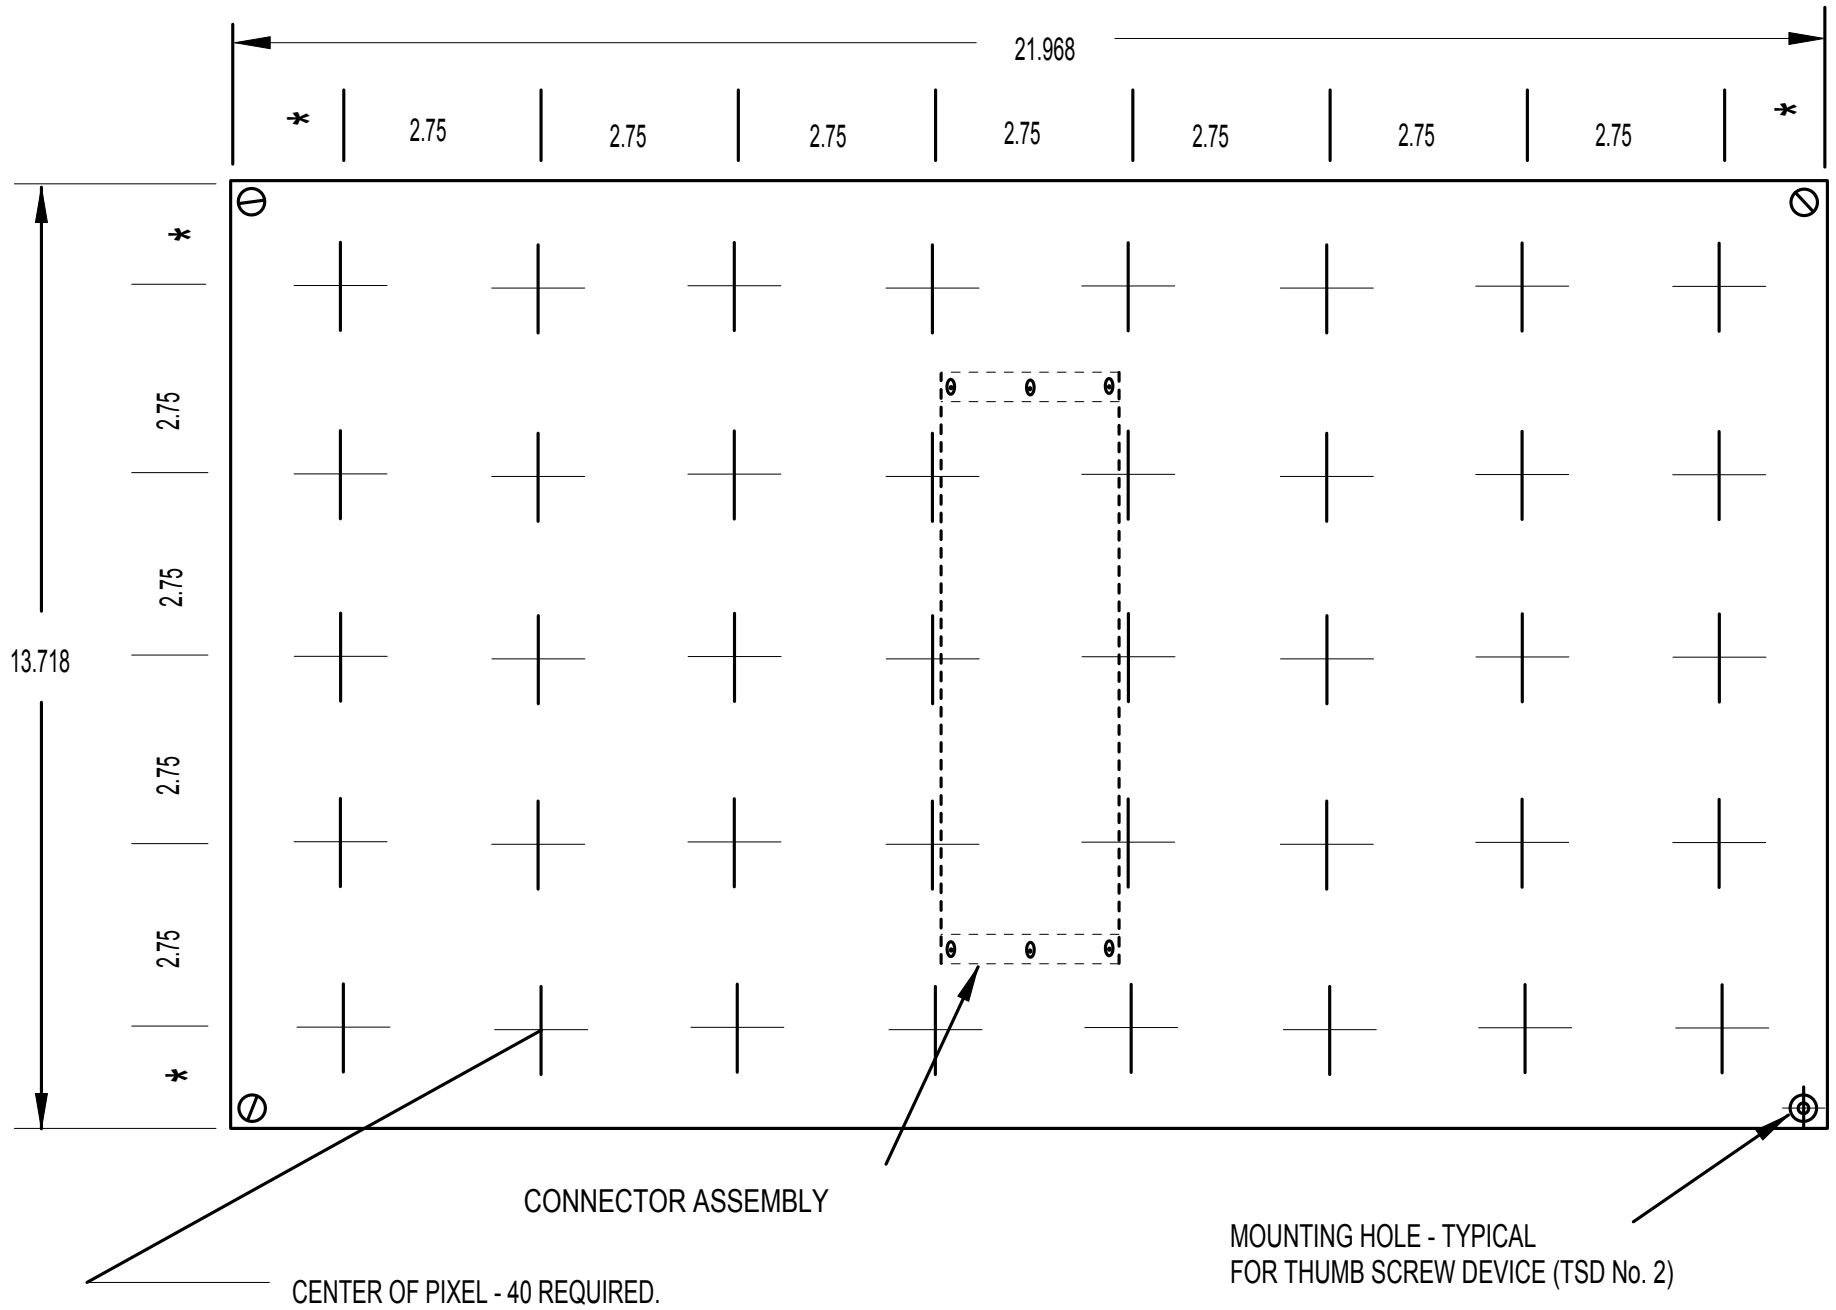 21.968
* 2.75 2.75 2.75 2.75 2.75 2.75 2.75 *
*
2.75
2.75
13.718
2.75
2.75
*
CONNECTOR ASSEMBLY
MOUNTING HOLE - TYPICAL
FOR THUMB SCREW DEVICE (TSD No. 2)
CENTER OF PIXEL - 40 REQUIRED.